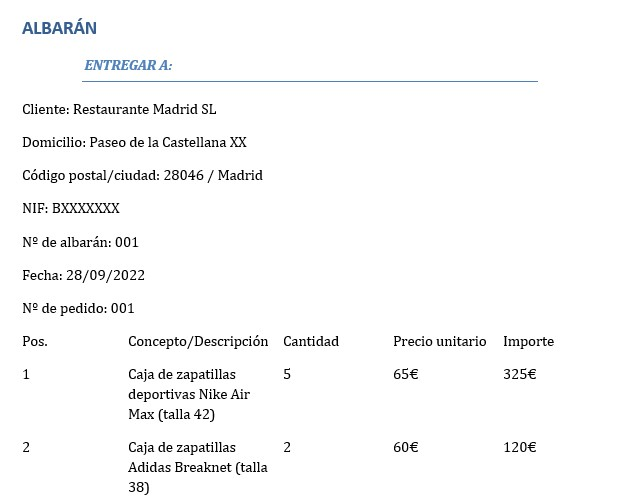 ALBARÁN
ENTREGAR A:
Cliente: Restaurante Madrid SL
Domicilio: Paseo de la Castellana XX
Código postal/ciudad: 28046 / Madrid
NIF: BXXXXXXX
Nº de albarán: 001
Fecha: 28/09/2022
Nº de pedido: 001
Pos. Concepto/Descripción Cantidad Precio unitario Importe
1 Caja de zapatillas 5 65€ 325€
deportivas Nike Air
Max (talla 42)
2 Caja de zapatillas 2 60€ 120€
Adidas Breaknet (talla
38)